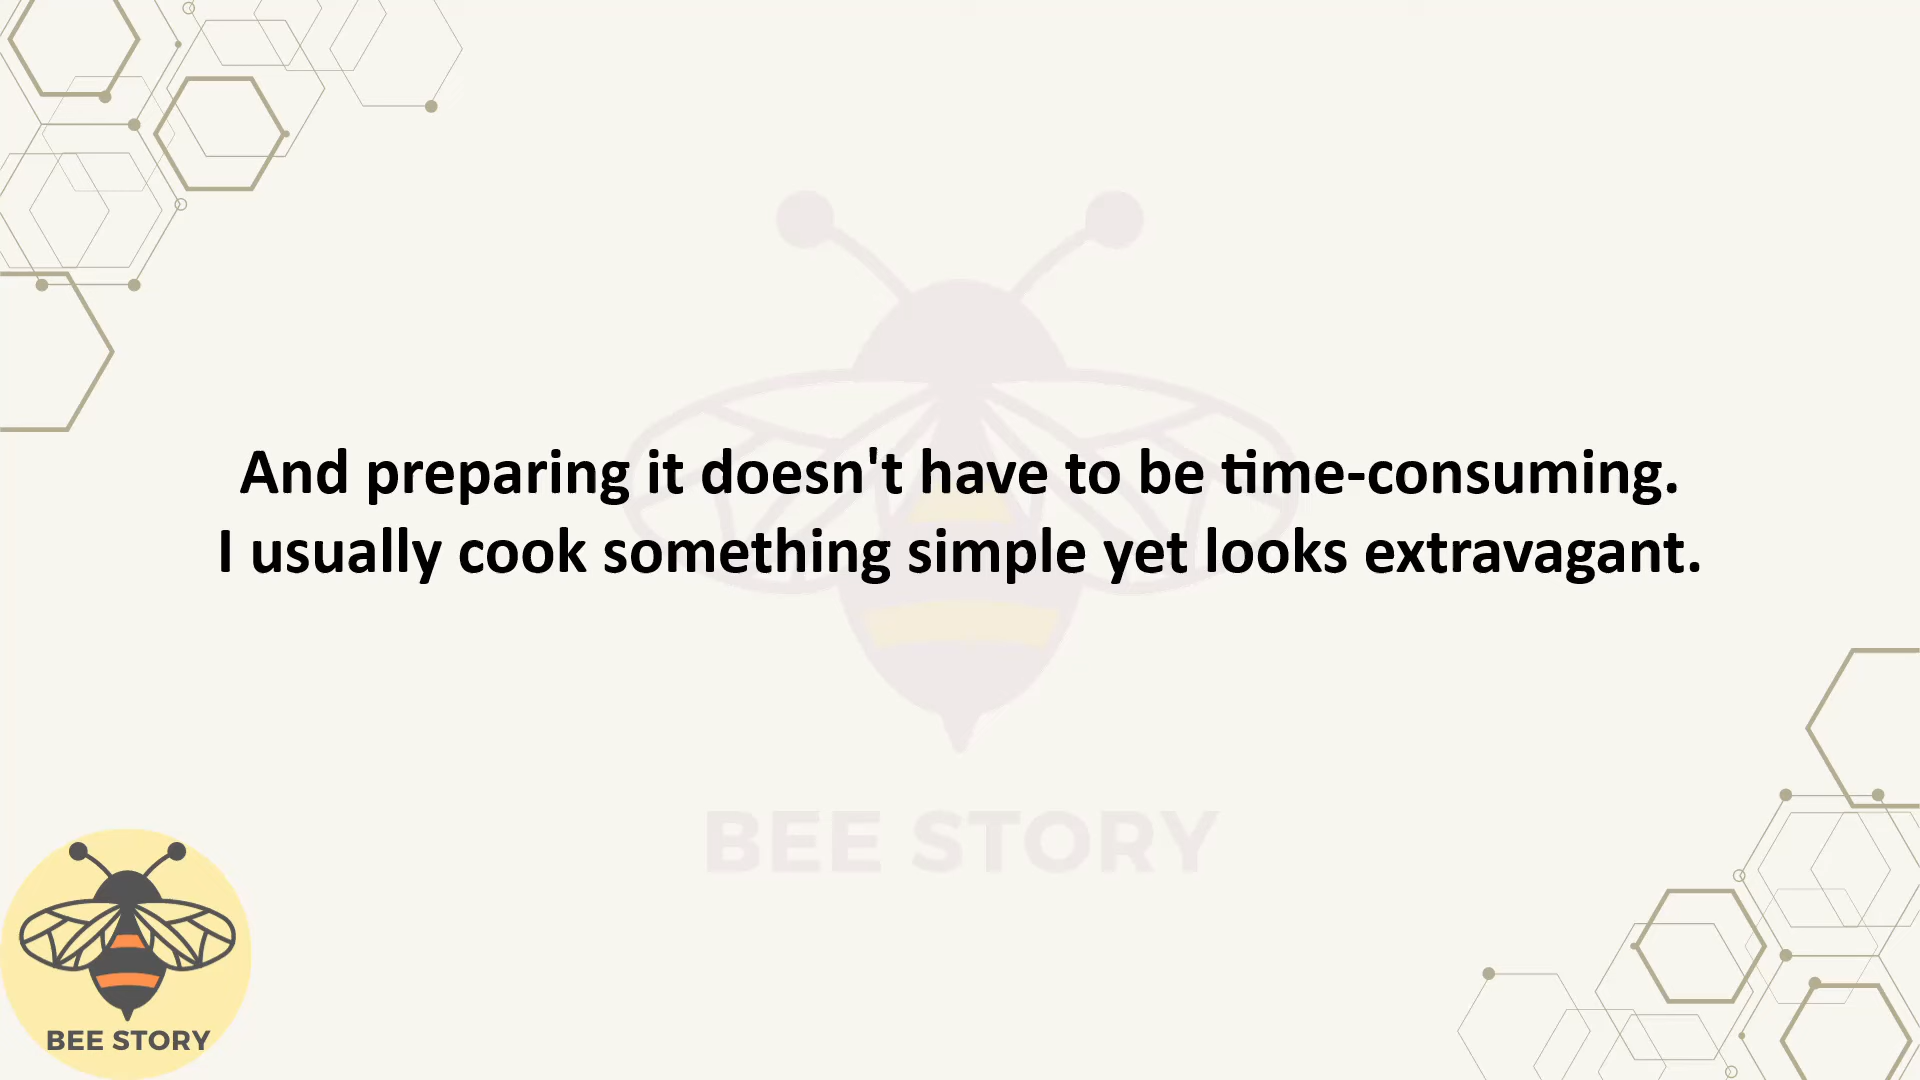 And preparing it doesn't have to be time-consuming.
I usually cook something simple yet looks extravagant.
BEE STORY
BEE STORY